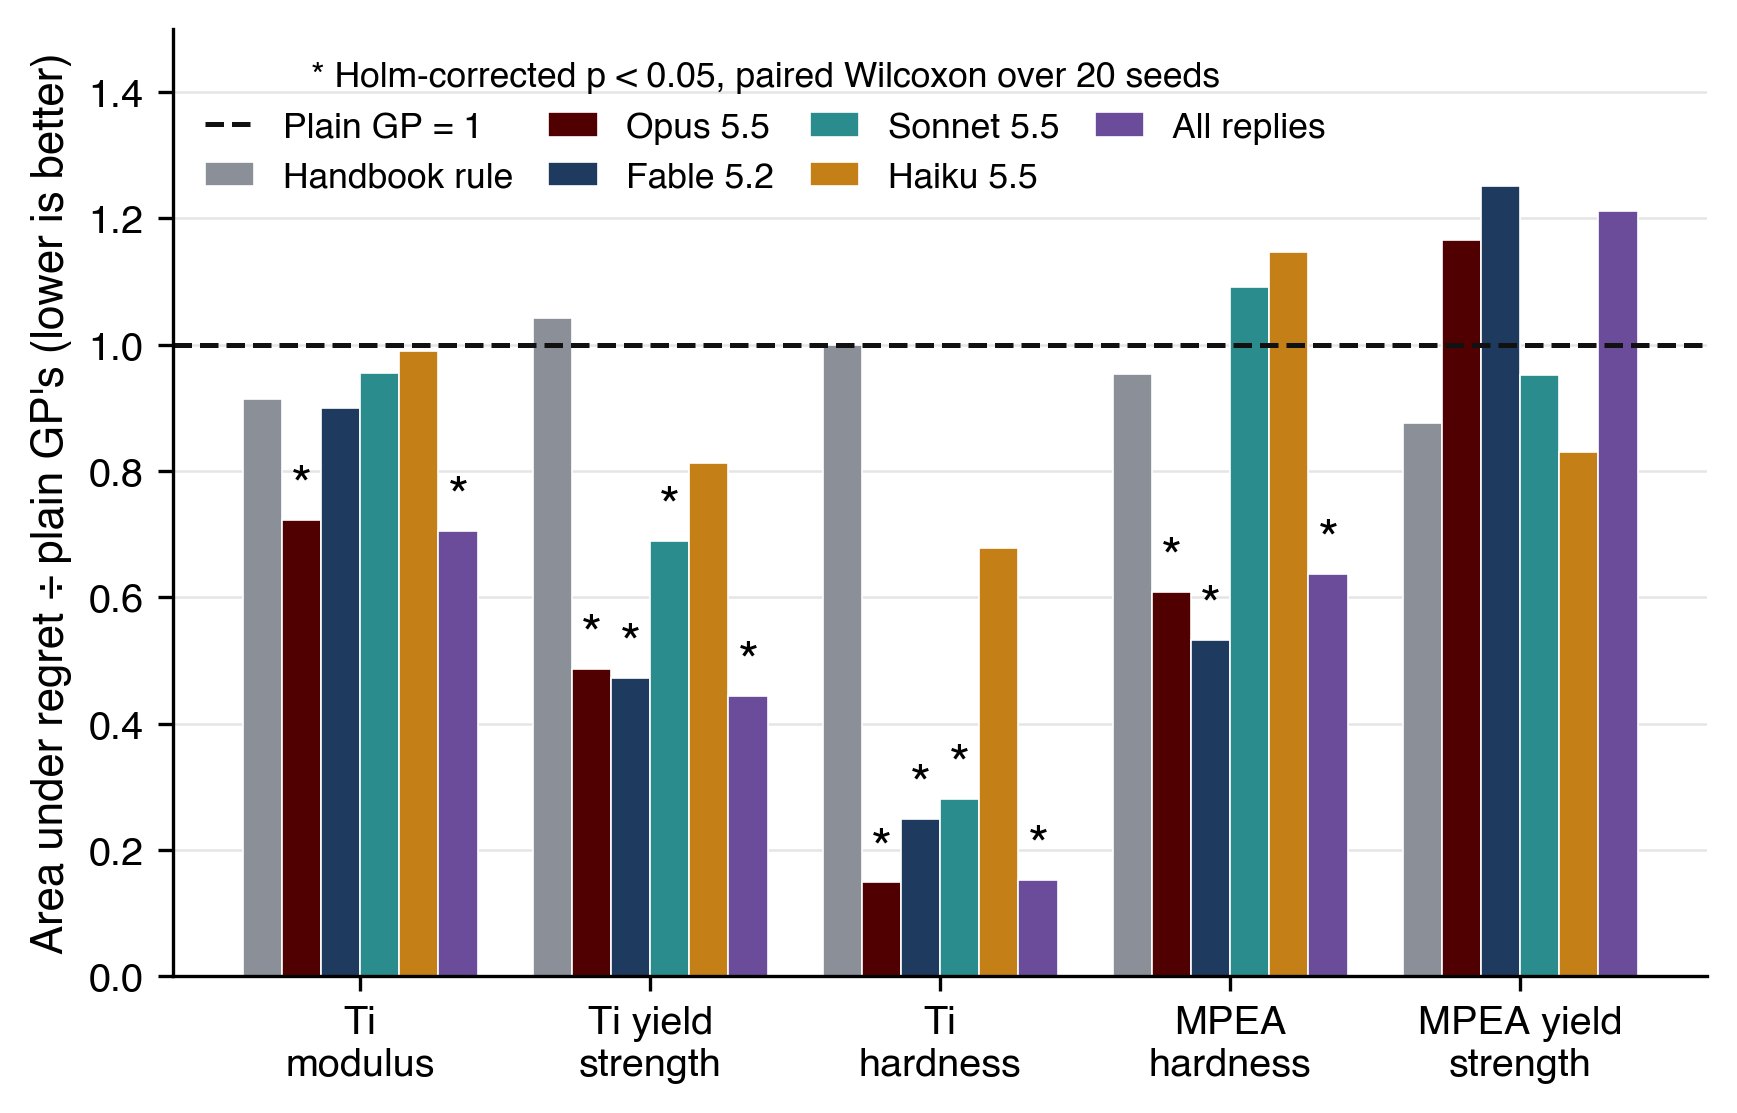 Area under regret ÷ plain GP's (lower is better)
* Holm-corrected p < 0.05, paired Wilcoxon over 20 seeds
Plain GP = 1
Opus 5.5
Sonnet 5.5
All replies
Handbook rule
Fable 5.2
Haiku 5.5
1.4
1.2
1.0
0.8
0.6
0.4
0.2
0.0
*
*
*
*
*
*
*
*
*
*
*
*
*
Ti
modulus
Ti yield
strength
Ti
hardness
MPEA
hardness
MPEA yield
strength